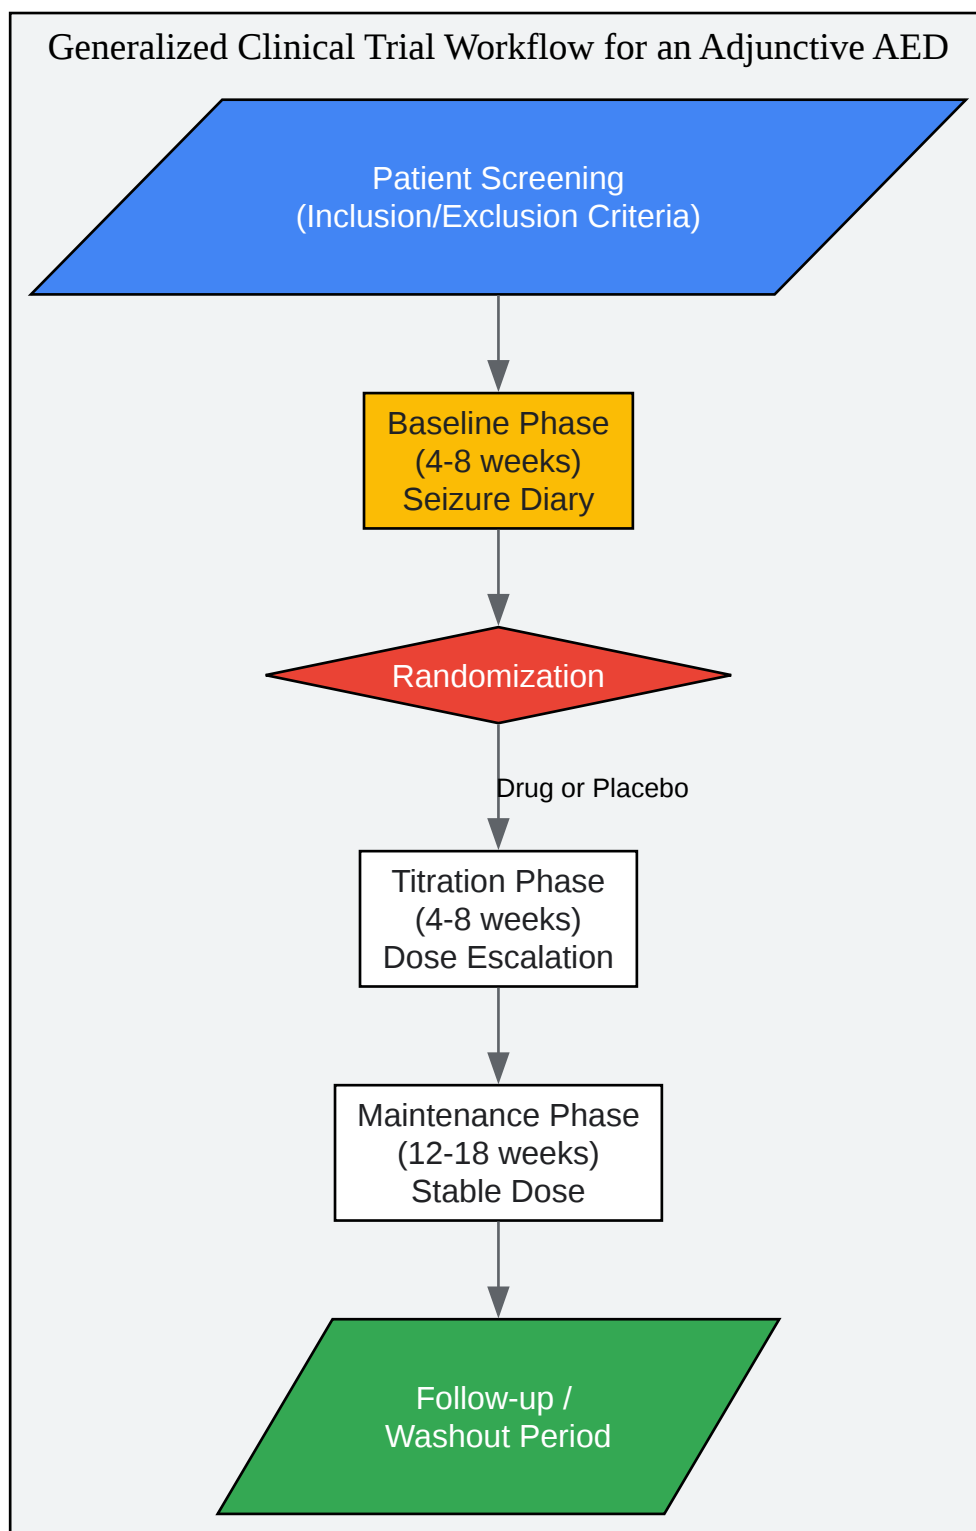 Generalized Clinical Trial Workflow for an Adjunctive AED
Patient Screening
(Inclusion/Exclusion Criteria)
Baseline Phase
(4-8 weeks)
Seizure Diary
Randomization
Drug or Placebo
Titration Phase
(4-8 weeks)
Dose Escalation
Maintenance Phase
(12-18 weeks)
Stable Dose
Follow-up /
Washout Period